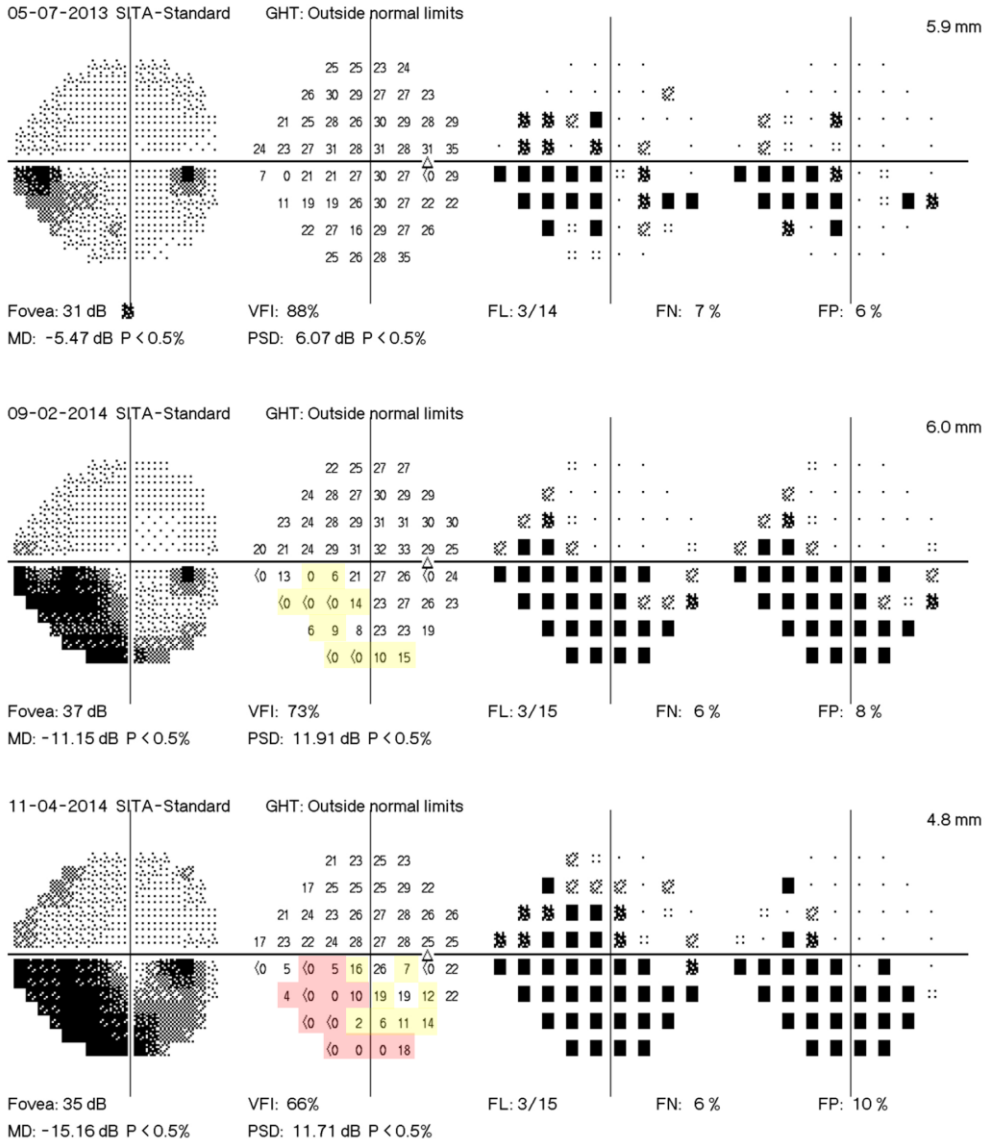 05-07-2013 SITA-Standard GHT: Outside normal limits
5.9 mm
25 25 23 24
26 30 29 27 27 23
21 25 28 26 30 29 28 29
24 23 27 31 28 31 28 31 35
7 0 21 21 27 30 27 〈0 29
11 19 19 26 30 27 22 22
22 27 16 29 27 26
25 26 28 35
Fovea: 31 dB VFI: 88% FL: 3/14 FN: 7 % FP: 6 %
MD: -5.47 dB P < 0.5% PSD: 6.07 dB P < 0.5%
09-02-2014 SITA-Standard GHT: Outside normal limits
6.0 mm
22 25 27 27
24 28 27 30 29 29
23 24 28 29 31 31 30 30
20 21 24 29 31 32 33 29 25
〈0 13 0 6 21 27 26 〈0 24
〈0 〈0 〈0 14 23 27 26 23
6 9 8 23 23 19
〈0 〈0 10 15
Fovea: 37 dB VFI: 73% FL: 3/15 FN: 6 % FP: 8 %
MD: -11.15 dB P < 0.5% PSD: 11.91 dB P < 0.5%
11-04-2014 SITA-Standard GHT: Outside normal limits
4.8 mm
21 23 25 23
17 25 25 25 29 22
21 24 23 26 27 28 26 26
17 23 22 24 28 27 28 25 25
〈0 5 〈0 5 16 26 7 〈0 22
4 〈0 0 10 19 19 12 22
〈0 〈0 2 6 11 14
〈0 0 0 18
Fovea: 35 dB VFI: 66% FL: 3/15 FN: 6 % FP: 10 %
MD: -15.16 dB P < 0.5% PSD: 11.71 dB P < 0.5%